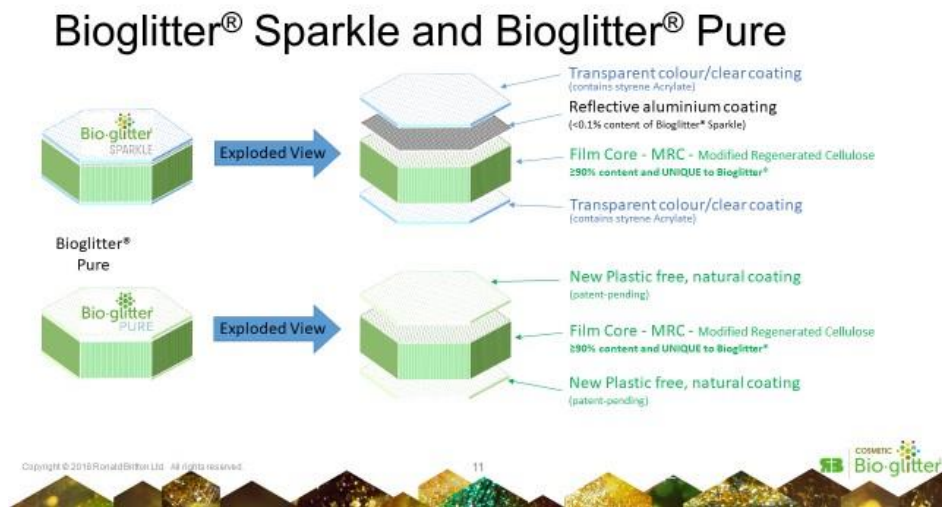 Bioglitter® Sparkle and Bioglitter® Pure
Bio-glitter
SPARKLE
Exploded View
Transparent colour/clear coating
(contains styrene Acrylate)
Reflective aluminium coating
(<0.1% content of Bioglitter® Sparkle)
Film Core - MRC - Modified Regenerated Cellulose
≥90% content and UNIQUE to Bioglitter®
Transparent colour/clear coating
(contains styrene Acrylate)
Bioglitter®
Pure
Bio-glitter
PURE
Exploded View
New Plastic free, natural coating
(patent-pending)
Film Core - MRC - Modified Regenerated Cellulose
≥90% content and UNIQUE to Bioglitter®
New Plastic free, natural coating
(patent-pending)
Copyright © 2018 Ronald Britton Ltd. All rights reserved.
11
RB
COSMETIC
Bio-glitter